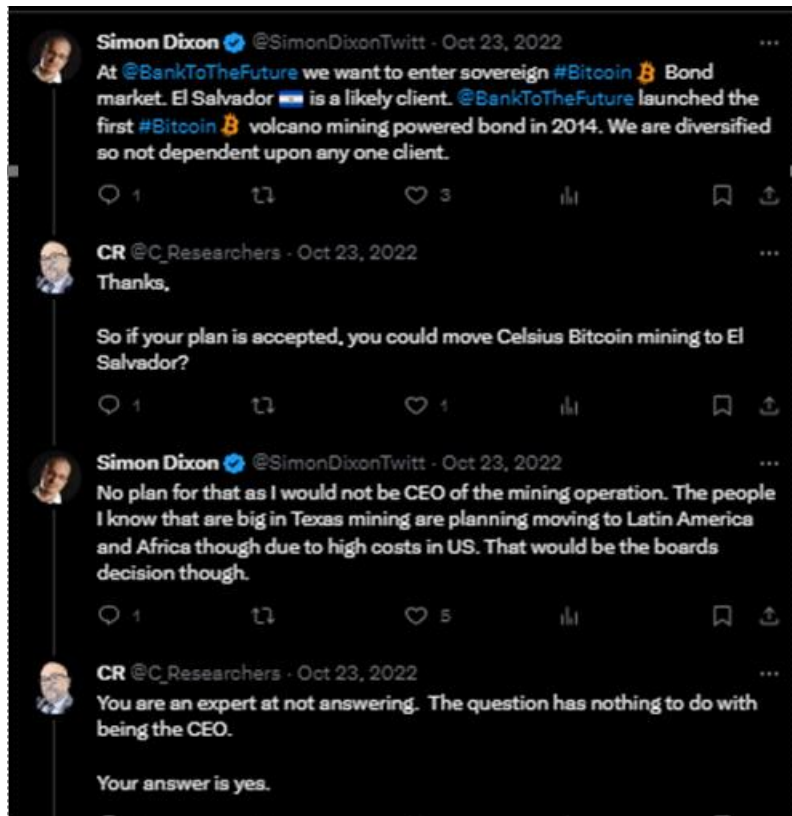 Simon Dixon @SimonDixonTwitt · Oct 23, 2022
At @BankToTheFuture we want to enter sovereign #Bitcoin Bond
market. El Salvador 🇸🇻 is a likely client. @BankToTheFuture launched the
first #Bitcoin volcano mining powered bond in 2014. We are diversified
so not dependent upon any one client.
1 3
CR @C_Researchers · Oct 23, 2022
Thanks,
So if your plan is accepted, you could move Celsius Bitcoin mining to El
Salvador?
1 1
Simon Dixon @SimonDixonTwitt · Oct 23, 2022
No plan for that as I would not be CEO of the mining operation. The people
I know that are big in Texas mining are planning moving to Latin America
and Africa though due to high costs in US. That would be the boards
decision though.
1 5
CR @C_Researchers · Oct 23, 2022
You are an expert at not answering. The question has nothing to do with
being the CEO.
Your answer is yes.